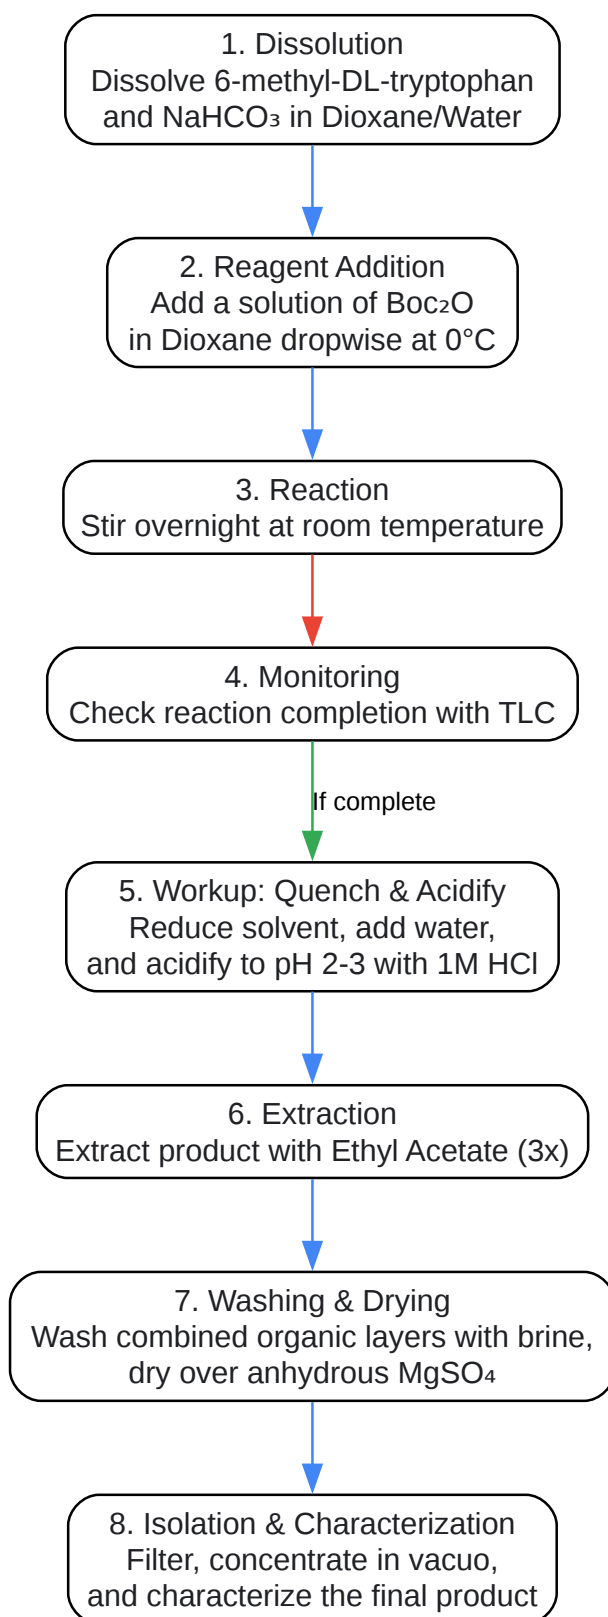 1. Dissolution
Dissolve 6-methyl-DL-tryptophan
and NaHCO₃ in Dioxane/Water
2. Reagent Addition
Add a solution of Boc₂O
in Dioxane dropwise at 0°C
3. Reaction
Stir overnight at room temperature
4. Monitoring
Check reaction completion with TLC
If complete
5. Workup: Quench & Acidify
Reduce solvent, add water,
and acidify to pH 2-3 with 1M HCl
6. Extraction
Extract product with Ethyl Acetate (3x)
7. Washing & Drying
Wash combined organic layers with brine,
dry over anhydrous MgSO₄
8. Isolation & Characterization
Filter, concentrate in vacuo,
and characterize the final product